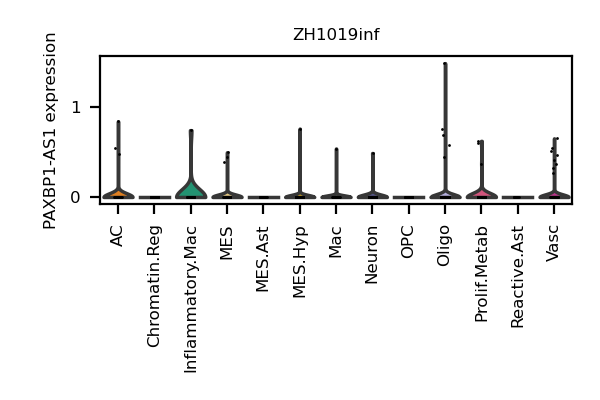 ZH1019inf
PAXBP1-AS1 expression
1
0
AC
Chromatin.Reg
Inflammatory.Mac
MES
MES.Ast
MES.Hyp
Mac
Neuron
OPC
Oligo
Prolif.Metab
Reactive.Ast
Vasc